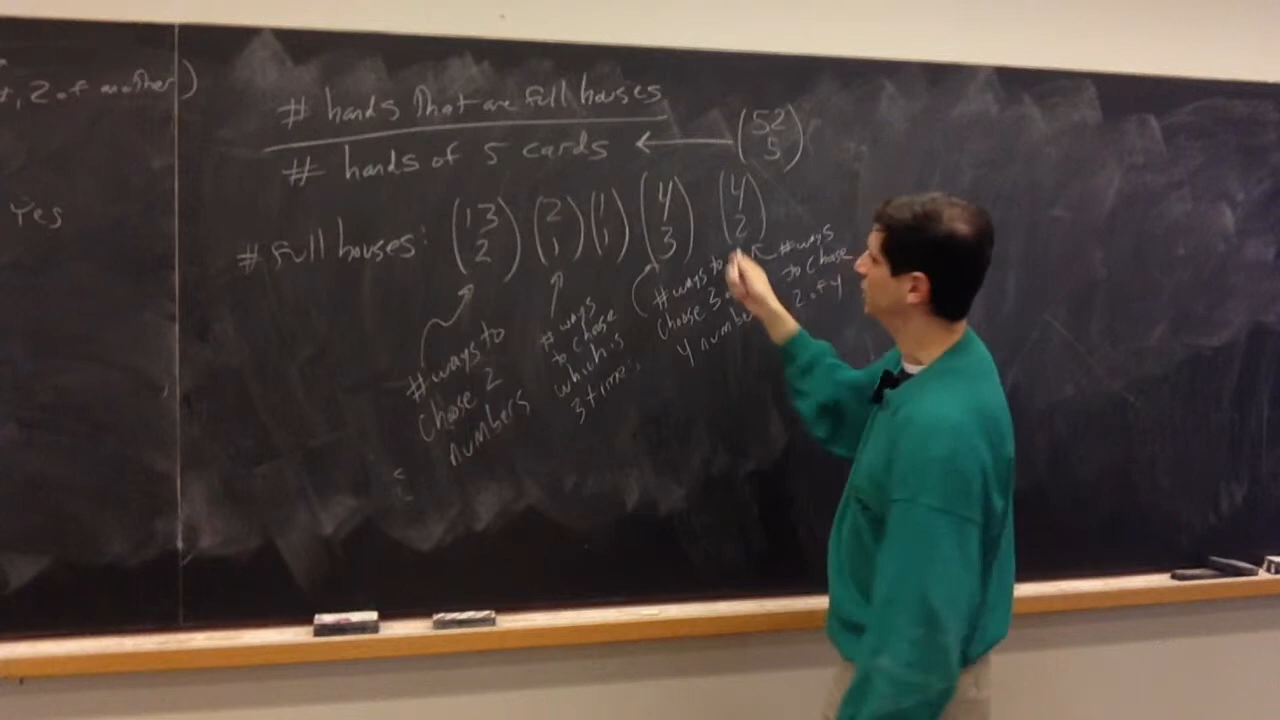 , 2 of another)
Yes
# hands that are full houses
# hands of 5 cards ← (52 5)
# full houses: (13 2) (2 1) (1 1) (4 3) (4 2)
# ways to
choose 2
numbers
# ways
to choose
which is
3 times
# ways to
choose 3
4 number
# ways
to choose
2 of 4